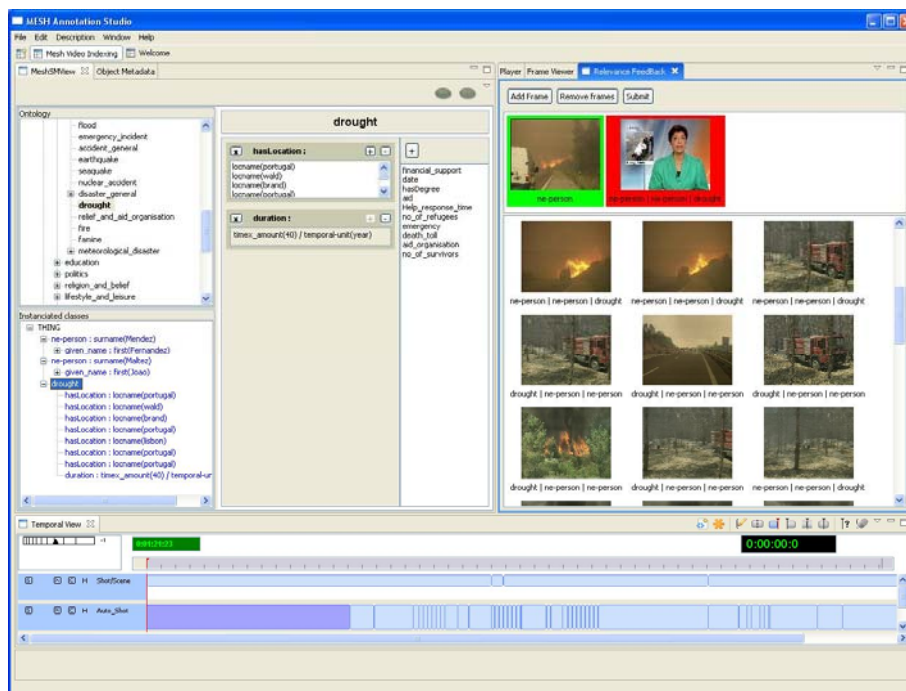 MESH Annotation Studio
File Edit Description Window Help
Mesh Video Indexing Welcome
MeshSMView Object Metadata
Ontology
flood
emergency_incident
accident_general
earthquake
seaquake
nuclear_accident
disaster_general
drought
relief_and_aid_organisation
fire
famine
meteorological_disaster
education
politics
religion_and_belief
lifestyle_and_leisure
Instanciated classes
THING
ne-person : surname(Mendez)
given_name : first(Fernandez)
ne-person : surname(Maltez)
given_name : first(Joao)
drought
hasLocation : locname(portugal)
hasLocation : locname(wald)
hasLocation : locname(brand)
hasLocation : locname(portugal)
hasLocation : locname(lisbon)
hasLocation : locname(portugal)
hasLocation : locname(portugal)
duration : timex_amount(40) / temporal-ur
drought
hasLocation :
locname(portugal)
locname(wald)
locname(brand)
locname(portugal)
duration :
timex_amount(40) / temporal-unit(year)
financial_support
date
hasDegree
aid
Help_response_time
no_of_refugees
emergency
death_toll
aid_organisation
no_of_survivors
Player Frame Viewer Relevance FeedBack
Add Frame Remove frames Submit
ne-person
ne-person | ne-person | drought
ne-person | ne-person | drought
ne-person | ne-person | drought
drought | ne-person | ne-person
drought | ne-person | ne-person
drought | ne-person | ne-person
drought | ne-person | ne-person
drought | ne-person | ne-person
ne-person | ne-person | drought
ne-person | ne-person | drought
Temporal View
-1
0:01:21:23
0:00:00:0
H Shot/Scene
H Auto_Shot